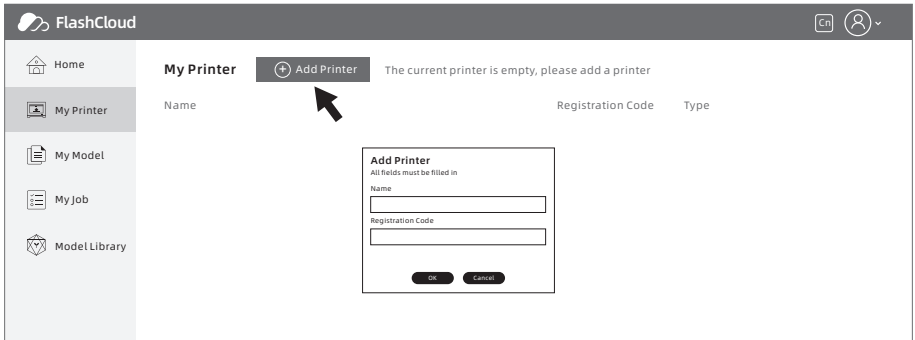 FlashCloud
Cn
Home
My Printer
My Model
My Job
Model Library
My Printer
Add Printer
The current printer is empty, please add a printer
Name Registration Code Type
Add Printer
All fields must be filled in
Name
Registration Code
OK Cancel